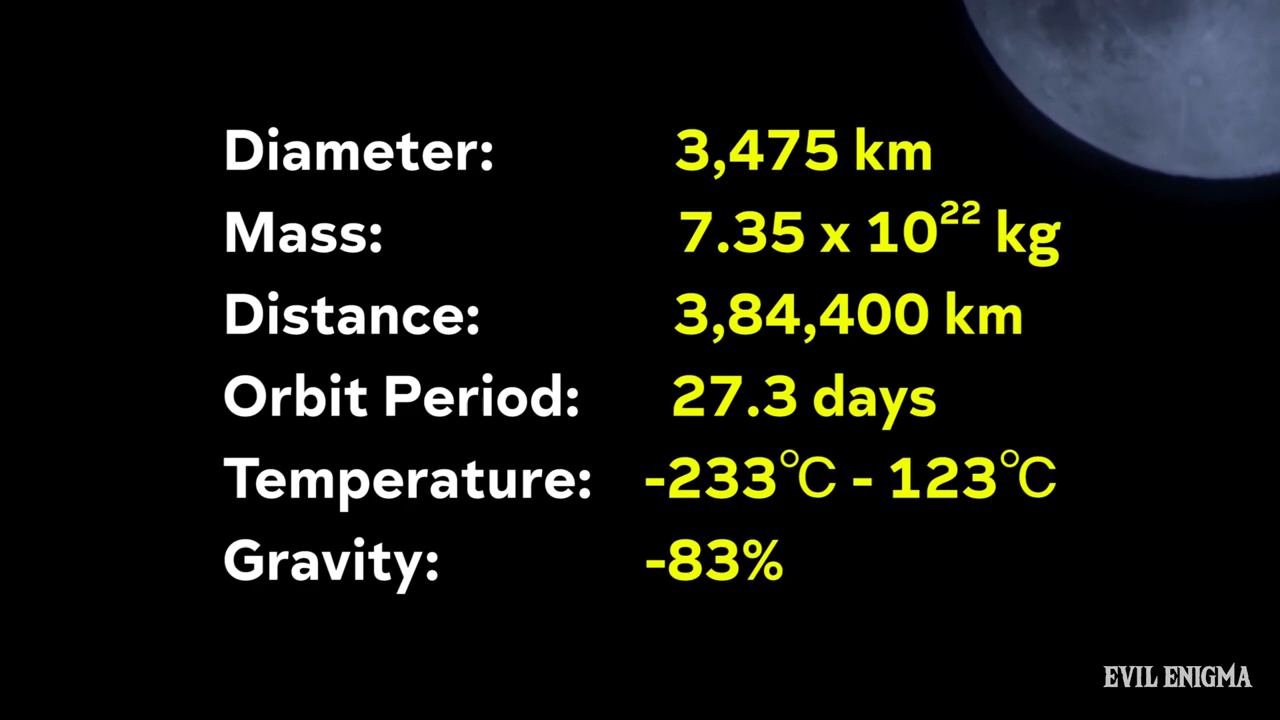 Diameter: 3,475 km
Mass: 7.35 x 10²² kg
Distance: 3,84,400 km
Orbit Period: 27.3 days
Temperature: -233℃ - 123℃
Gravity: -83%
EVIL ENIGMA